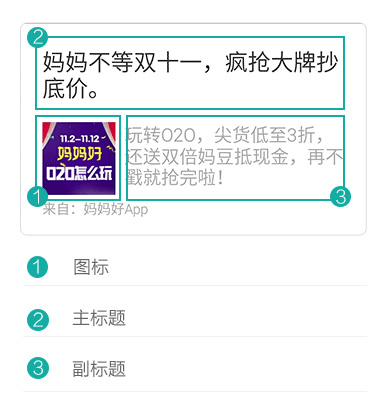 2
妈妈不等双十一，疯抢大牌抄
底价。
11.2—11.12
妈妈好
O2O怎么玩
玩转O2O，尖货低至3折，
还送双倍妈豆抵现金，再不
戳就抢完啦！
1
3
来自：妈妈好App
1 图标
2 主标题
3 副标题